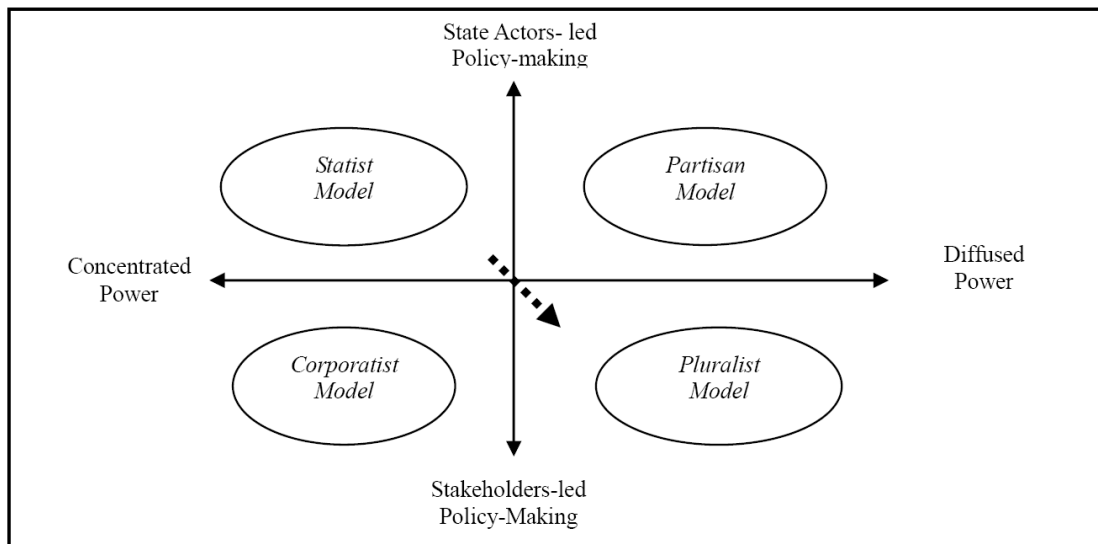 State Actors- led
Policy-making
Statist
Model
Partisan
Model
Concentrated
Power
Diffused
Power
Corporatist
Model
Pluralist
Model
Stakeholders-led
Policy-Making